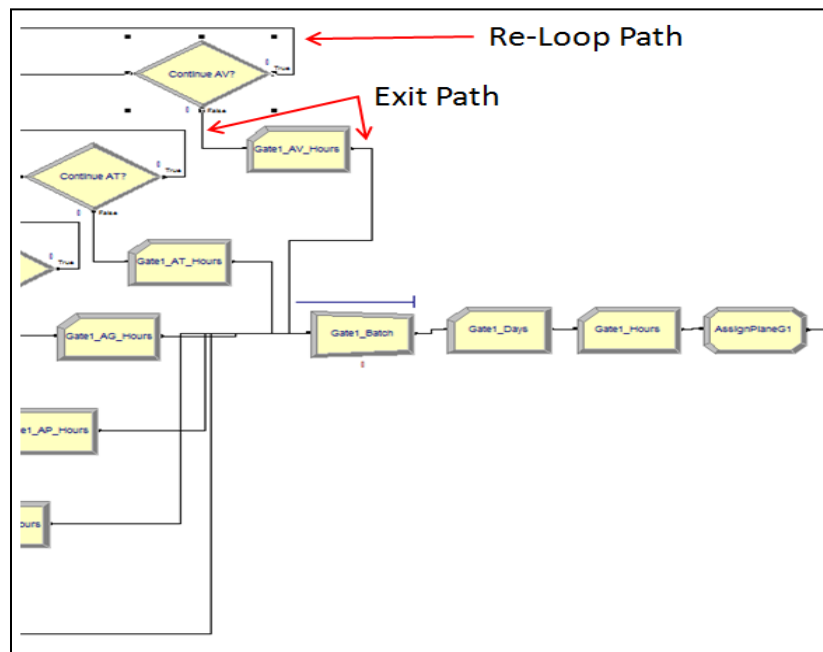 Re-Loop Path
Continue AV?
True
False
Exit Path
Gate1_AV_Hours
Continue AT?
True
False
True
Gate1_AT_Hours
Gate1_AG_Hours
Gate1_Batch
Gate1_Days
Gate1_Hours
AssignPlaneG1
te1_AP_Hours
ours